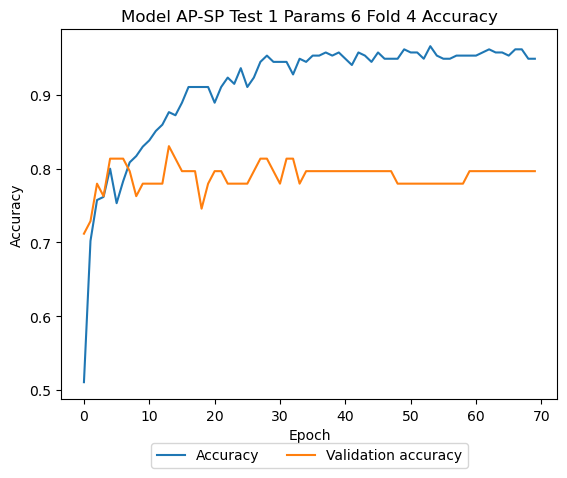 Model AP-SP Test 1 Params 6 Fold 4 Accuracy
Accuracy
0.9
0.8
0.7
0.6
0.5
0 10 20 30 40 50 60 70
Epoch
Accuracy Validation accuracy